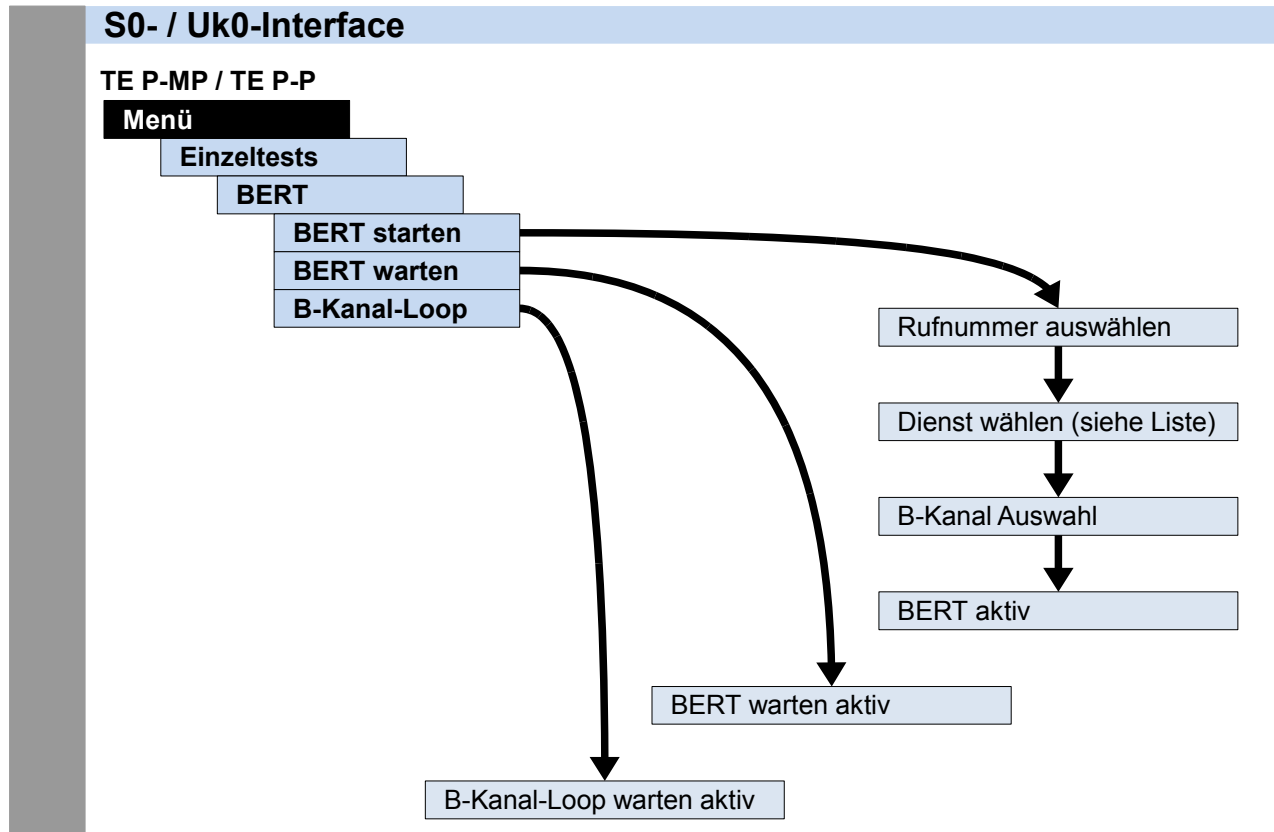 S0- / Uk0-Interface
TE P-MP / TE P-P
Menü
Einzeltests
BERT
BERT starten
BERT warten
B-Kanal-Loop
Rufnummer auswählen
Dienst wählen (siehe Liste)
B-Kanal Auswahl
BERT aktiv
BERT warten aktiv
B-Kanal-Loop warten aktiv